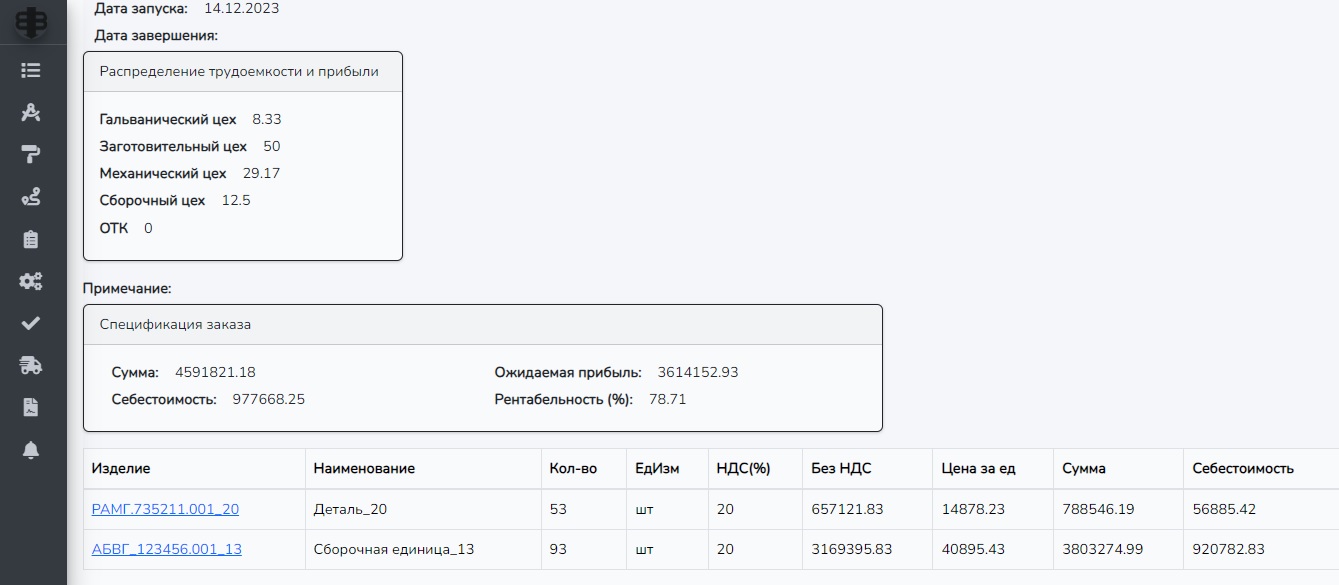 Дата запуска: 14.12.2023
Дата завершения:
Распределение трудоемкости и прибыли
Гальванический цех 8.33
Заготовительный цех 50
Механический цех 29.17
Сборочный цех 12.5
ОТК 0
Примечание:
Спецификация заказа
Сумма: 4591821.18 Ожидаемая прибыль: 3614152.93
Себестоимость: 977668.25 Рентабельность (%): 78.71
Изделие Наименование Кол-во ЕдИзм НДС(%) Без НДС Цена за ед Сумма Себестоимость
РАМГ.735211.001_20 Деталь_20 53 шт 20 657121.83 14878.23 788546.19 56885.42
АБВГ_123456.001_13 Сборочная единица_13 93 шт 20 3169395.83 40895.43 3803274.99 920782.83